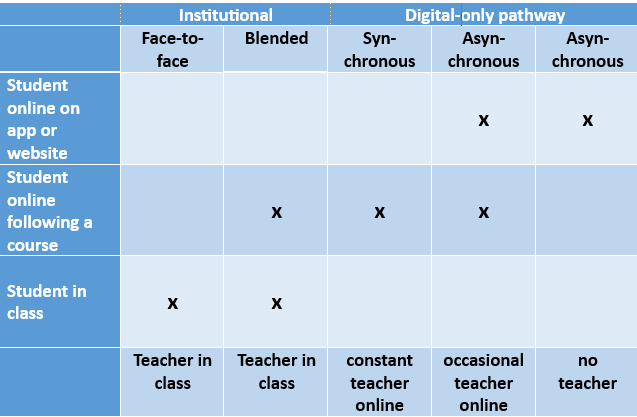 Institutional Digital-only pathway
Face-to- Blended Syn- Asyn- Asyn-
face chronous chronous chronous
Student
online on
app or
website
x x
Student
online
following a
course
x x x
Student in
class
x x
Teacher in Teacher in constant occasional no
class class teacher teacher teacher
online online